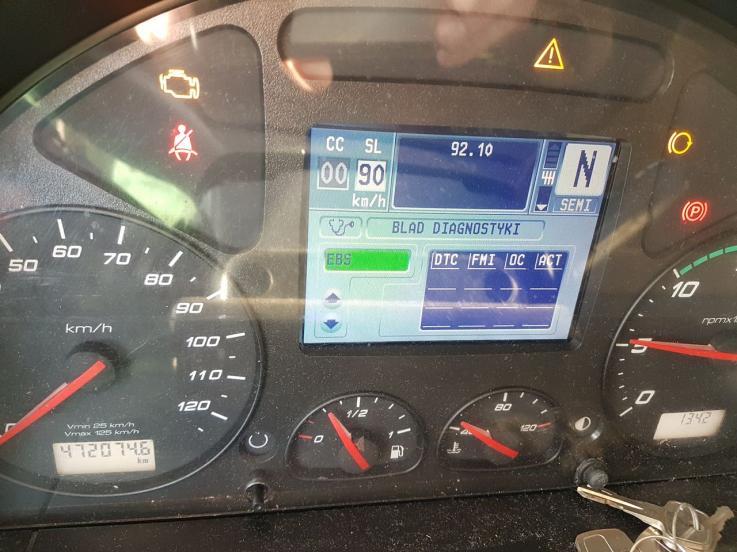 CC SL
92.10
00 90
km/h
N
SEMI
BLAD DIAGNOSTYKI
EBS
DTC FMI OC ACT
50 60 70 80 90 100 110 120
km/h
Vmin 25 km/h
Vmax 125 km/h
472074.6
km
0 1/2 1
40 80 120
P
10
5
0
1342